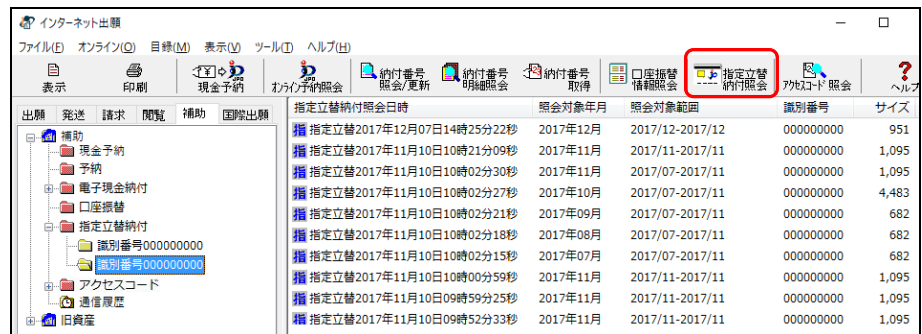 インターネット出願
ファイル(F) オンライン(O) 目録(M) 表示(V) ツール(T) ヘルプ(H)
表示
印刷
現金予納
オンライン予納照会
納付番号
照会/更新
納付番号
明細照会
納付番号
取得
口座振替
情報照会
指定立替
納付照会
アクセスコード照会
ヘルプ
出願 発送 請求 閲覧 補助 国際出願
補助
現金予納
予納
電子現金納付
口座振替
指定立替納付
識別番号000000000
識別番号000000000
アクセスコード
通信履歴
旧資産
指定立替納付照会日時 照会対象年月 照会対象範囲 識別番号 サイズ
指 指定立替2017年12月07日14時25分22秒 2017年12月 2017/12-2017/12 000000000 951
指 指定立替2017年11月10日10時21分09秒 2017年11月 2017/11-2017/11 000000000 1,095
指 指定立替2017年11月10日10時02分30秒 2017年11月 2017/07-2017/11 000000000 1,095
指 指定立替2017年11月10日10時02分27秒 2017年10月 2017/07-2017/11 000000000 4,483
指 指定立替2017年11月10日10時02分21秒 2017年09月 2017/07-2017/11 000000000 682
指 指定立替2017年11月10日10時02分18秒 2017年08月 2017/07-2017/11 000000000 682
指 指定立替2017年11月10日10時02分15秒 2017年07月 2017/07-2017/11 000000000 682
指 指定立替2017年11月10日10時00分59秒 2017年11月 2017/11-2017/11 000000000 1,095
指 指定立替2017年11月10日09時59分25秒 2017年11月 2017/11-2017/11 000000000 1,095
指 指定立替2017年11月10日09時52分33秒 2017年11月 2017/11-2017/11 000000000 1,095